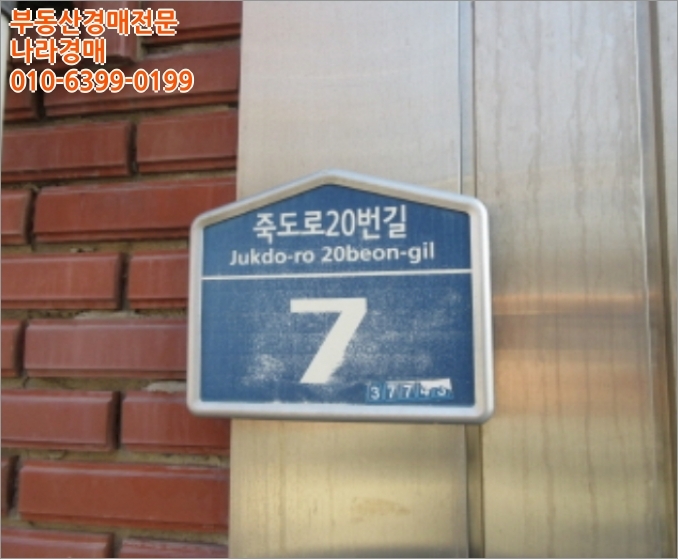 부동산경매전문
나라경매
010-6399-0199
죽도로20번길
Jukdo-ro 20beon-gil
7
377